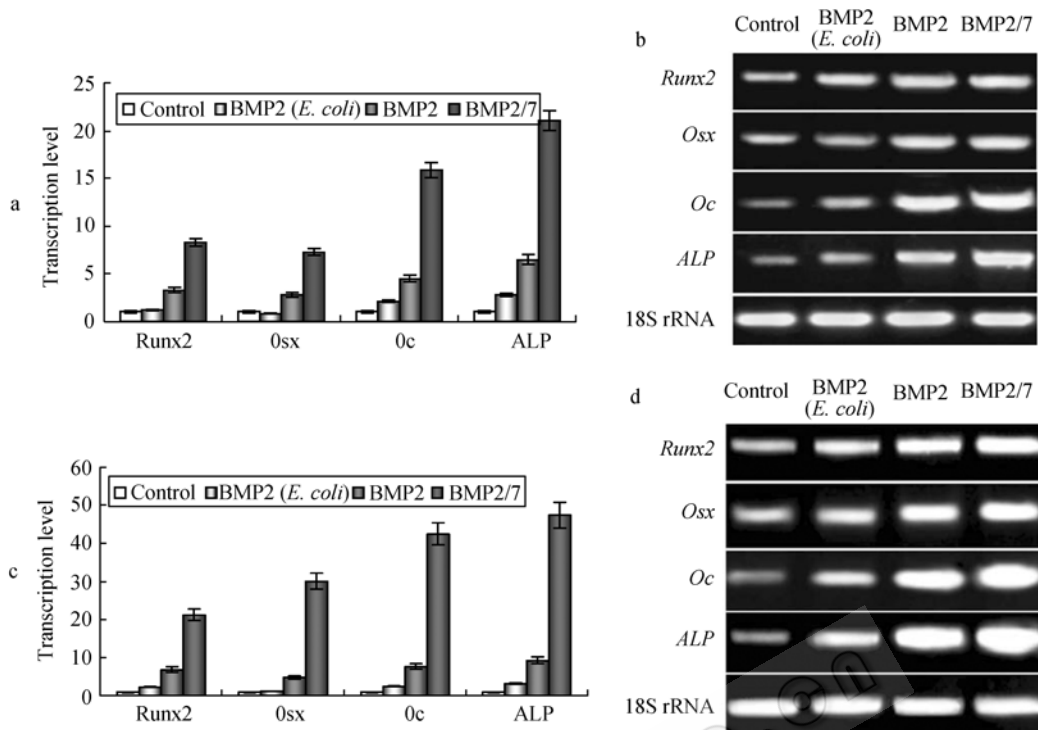 a
Transcription level
25
20
15
10
5
0
Control BMP2 (E. coli) BMP2 BMP2/7
Runx2 0sx 0c ALP
b
Control BMP2 (E. coli) BMP2 BMP2/7
Runx2
Osx
Oc
ALP
18S rRNA
c
Transcription level
60
50
40
30
20
10
0
Control BMP2 (E. coli) BMP2 BMP2/7
Runx2 0sx 0c ALP
d
Control BMP2 (E. coli) BMP2 BMP2/7
Runx2
Osx
Oc
ALP
18S rRNA